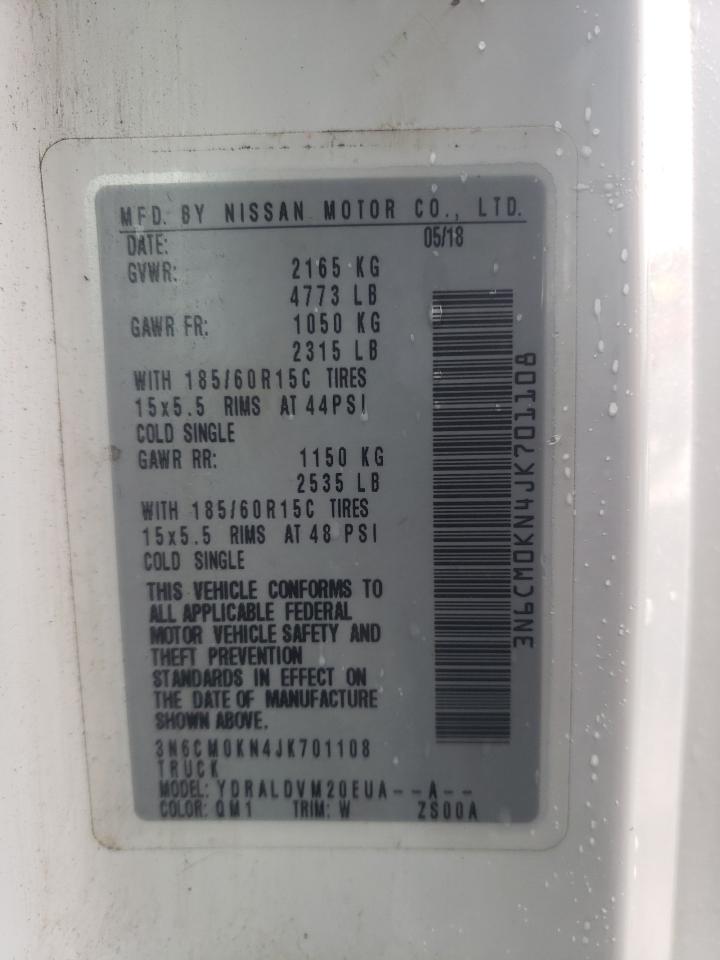 MFD. BY NISSAN MOTOR CO., LTD.
DATE: 05/18
GVWR: 2165 KG
4773 LB
GAWR FR: 1050 KG
2315 LB
WITH 185/60R15C TIRES
15x5.5 RIMS AT 44PSI
COLD SINGLE
GAWR RR: 1150 KG
2535 LB
WITH 185/60R15C TIRES
15x5.5 RIMS AT 48 PSI
COLD SINGLE
THIS VEHICLE CONFORMS TO
ALL APPLICABLE FEDERAL
MOTOR VEHICLE SAFETY AND
THEFT PREVENTION
STANDARDS IN EFFECT ON
THE DATE OF MANUFACTURE
SHOWN ABOVE.
3N6CM0KN4JK701108
TRUCK
MODEL: YDRALDVM20EUA--A--
COLOR: QM1 TRIM: W ZS00A
3N6CM0KN4JK701108